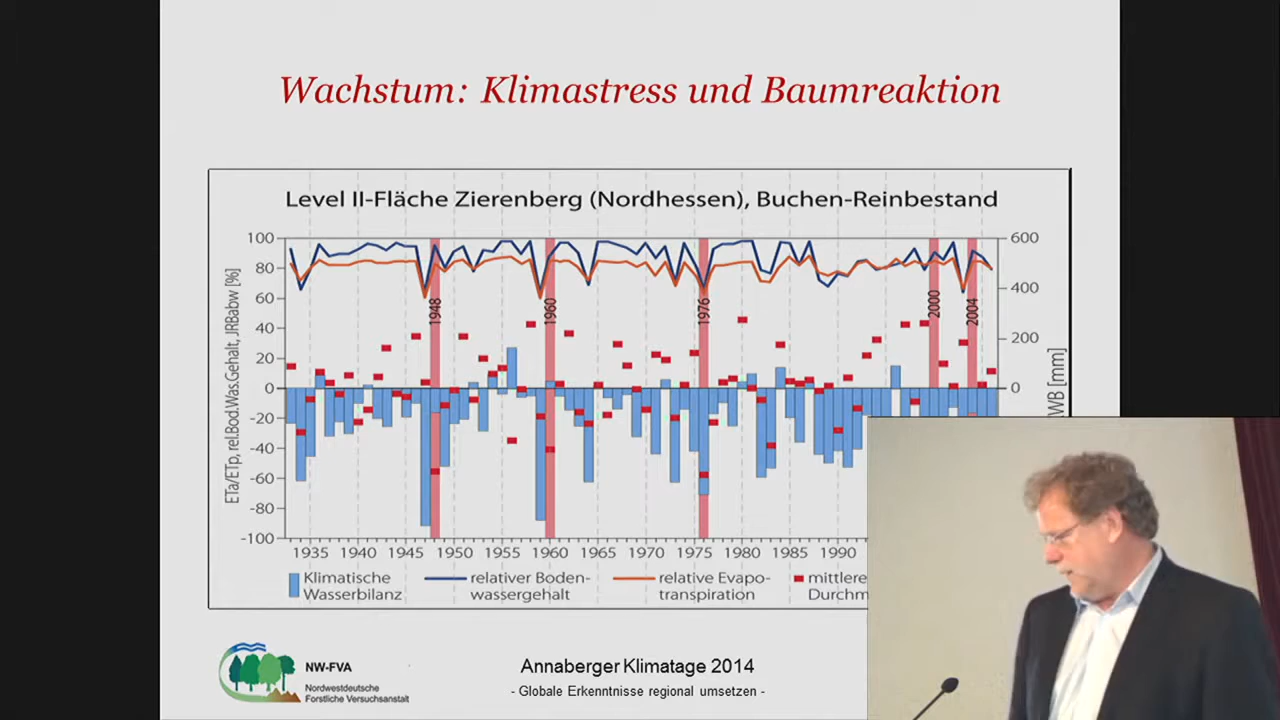 Wachstum: Klimastress und Baumreaktion
Level II-Fläche Zierenberg (Nordhessen), Buchen-Reinbestand
ETa/ETp, rel.Bod.Was.Gehalt, JRBabw [%]
100
80
60
40
20
0
-20
-40
-60
-80
-100
600
400
200
0
[mm]
1948
1960
1976
2000
2004
1935 1940 1945 1950 1955 1960 1965 1970 1975 1980 1985 1990
Klimatische
Wasserbilanz
relativer Boden-
wassergehalt
relative Evapo-
transpiration
mittlere
Durchm
NW-FVA
Nordwestdeutsche
Forstliche Versuchsanstalt
Annaberger Klimatage 2014
- Globale Erkenntnisse regional umsetzen -